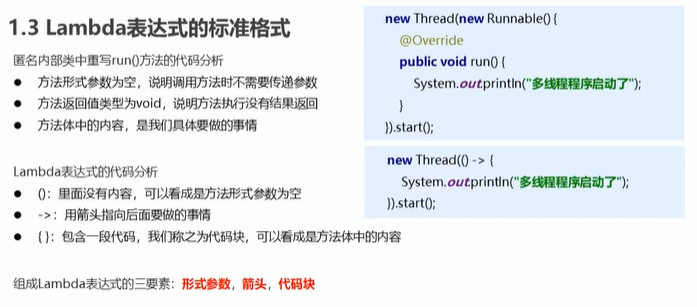 1.3 Lambda表达式的标准格式
匿名内部类中重写run()方法的代码分析
● 方法形式参数为空，说明调用方法时不需要传递参数
● 方法返回值类型为void，说明方法执行没有结果返回
● 方法体中的内容，是我们具体要做的事情
Lambda表达式的代码分析
● ()：里面没有内容，可以看成是方法形式参数为空
● ->：用箭头指向后面要做的事情
● { }：包含一段代码，我们称之为代码块，可以看成是方法体中的内容
组成Lambda表达式的三要素：形式参数，箭头，代码块
new Thread(new Runnable() {
@Override
public void run() {
System.out.println("多线程程序启动了");
}
}).start();
new Thread(() -> {
System.out.println("多线程程序启动了");
}).start();